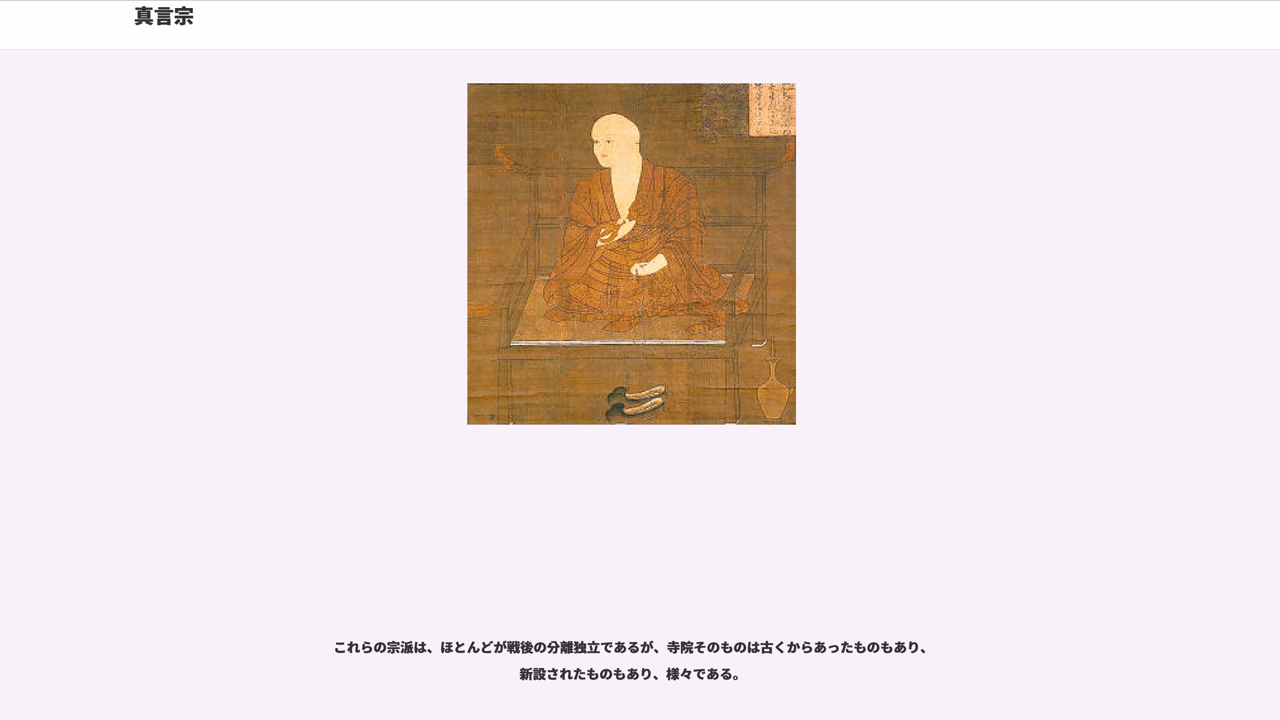 真言宗
これらの宗派は、ほとんどが戦後の分離独立であるが、寺院そのものは古くからあったものもあり、
新設されたものもあり、様々である。